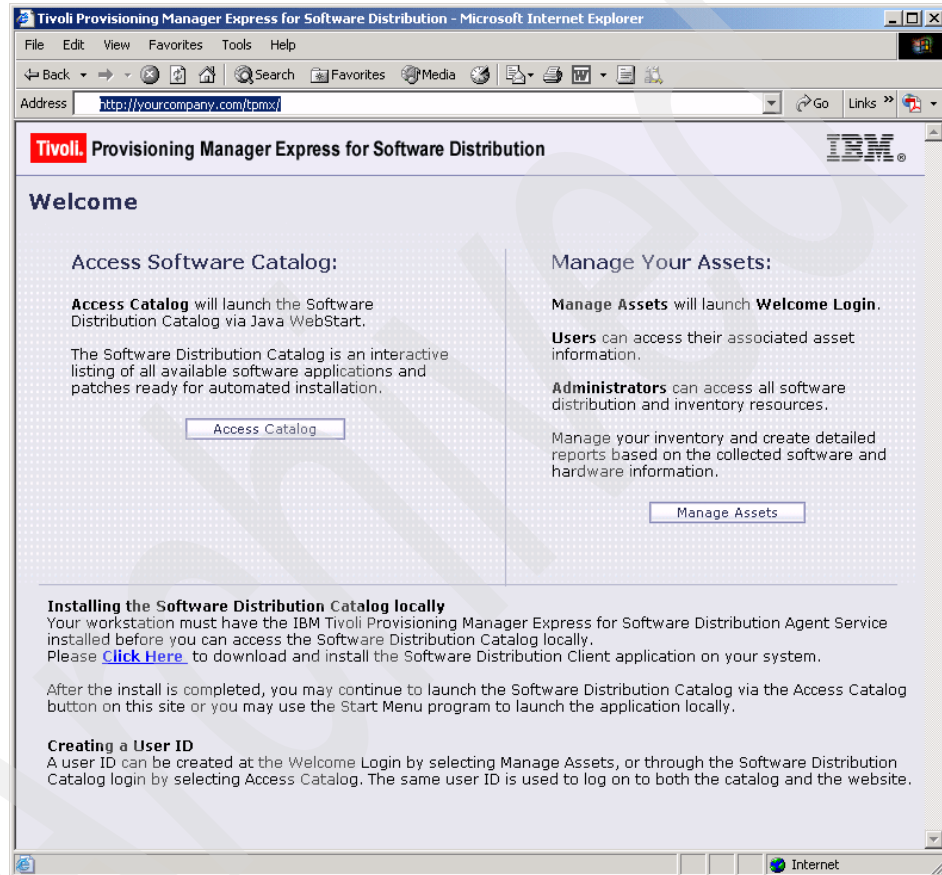 Tivoli Provisioning Manager Express for Software Distribution - Microsoft Internet Explorer
File Edit View Favorites Tools Help
Back Search Favorites Media
Address http://yourcompany.com/tpmx/ Go Links »
Tivoli. Provisioning Manager Express for Software Distribution IBM®
Welcome
Access Software Catalog:
Access Catalog will launch the Software
Distribution Catalog via Java WebStart.
The Software Distribution Catalog is an interactive
listing of all available software applications and
patches ready for automated installation.
Access Catalog
Manage Your Assets:
Manage Assets will launch Welcome Login.
Users can access their associated asset
information.
Administrators can access all software
distribution and inventory resources.
Manage your inventory and create detailed
reports based on the collected software and
hardware information.
Manage Assets
Installing the Software Distribution Catalog locally
Your workstation must have the IBM Tivoli Provisioning Manager Express for Software Distribution Agent Service
installed before you can access the Software Distribution Catalog locally.
Please Click Here to download and install the Software Distribution Client application on your system.
After the install is completed, you may continue to launch the Software Distribution Catalog via the Access Catalog
button on this site or you may use the Start Menu program to launch the application locally.
Creating a User ID
A user ID can be created at the Welcome Login by selecting Manage Assets, or through the Software Distribution
Catalog login by selecting Access Catalog. The same user ID is used to log on to both the catalog and the website.
Internet
Archived